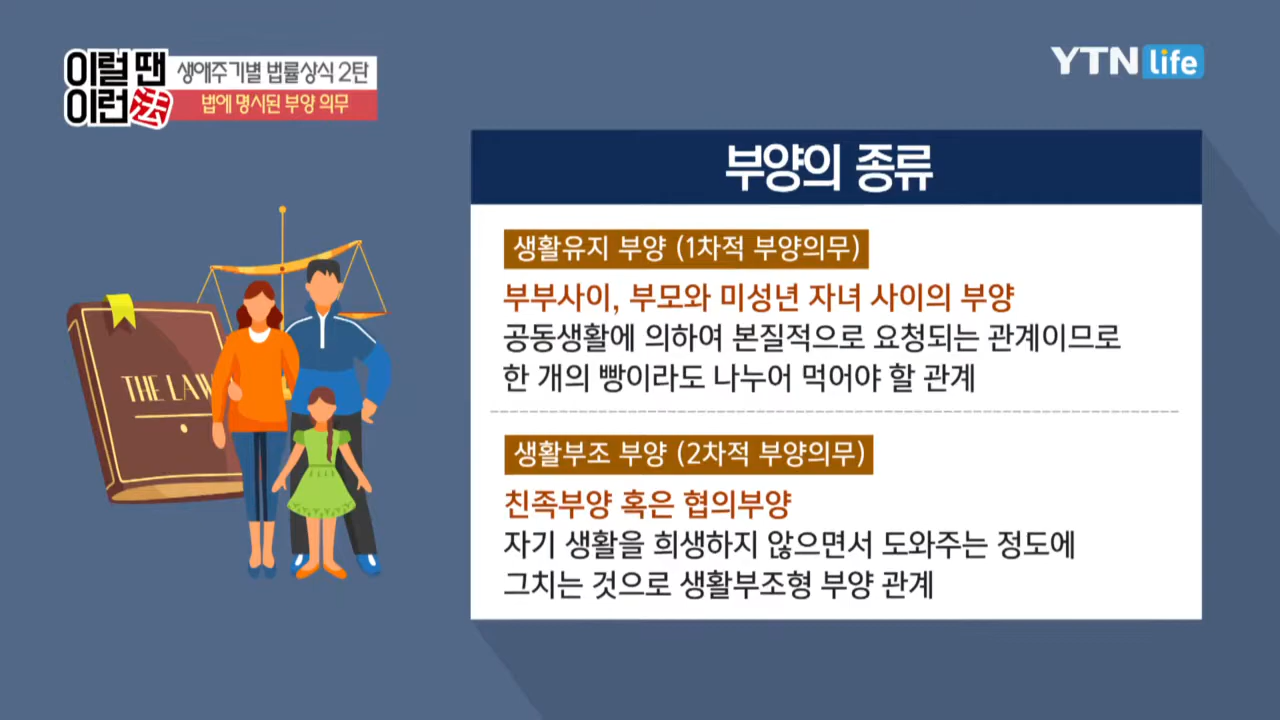 이럴 땐
이런法
생애주기별 법률상식 2탄
법에 명시된 부양 의무
YTN life
부양의 종류
생활유지 부양 (1차적 부양의무)
부부사이, 부모와 미성년 자녀 사이의 부양
공동생활에 의하여 본질적으로 요청되는 관계이므로
한 개의 빵이라도 나누어 먹어야 할 관계
생활부조 부양 (2차적 부양의무)
친족부양 혹은 협의부양
자기 생활을 희생하지 않으면서 도와주는 정도에
그치는 것으로 생활부조형 부양 관계
THE LAW